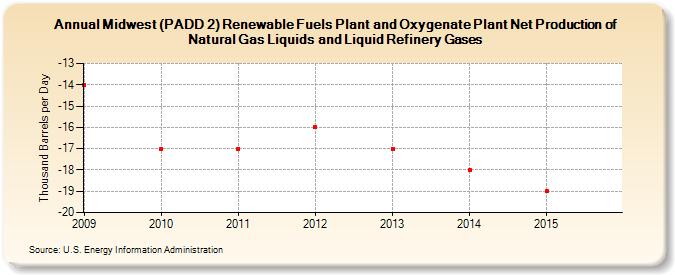 Annual Midwest (PADD 2) Renewable Fuels Plant and Oxygenate Plant Net Production of
Natural Gas Liquids and Liquid Refinery Gases
Thousand Barrels per Day
-13
-14
-15
-16
-17
-18
-19
-20
2009 2010 2011 2012 2013 2014 2015
Source: U.S. Energy Information Administration